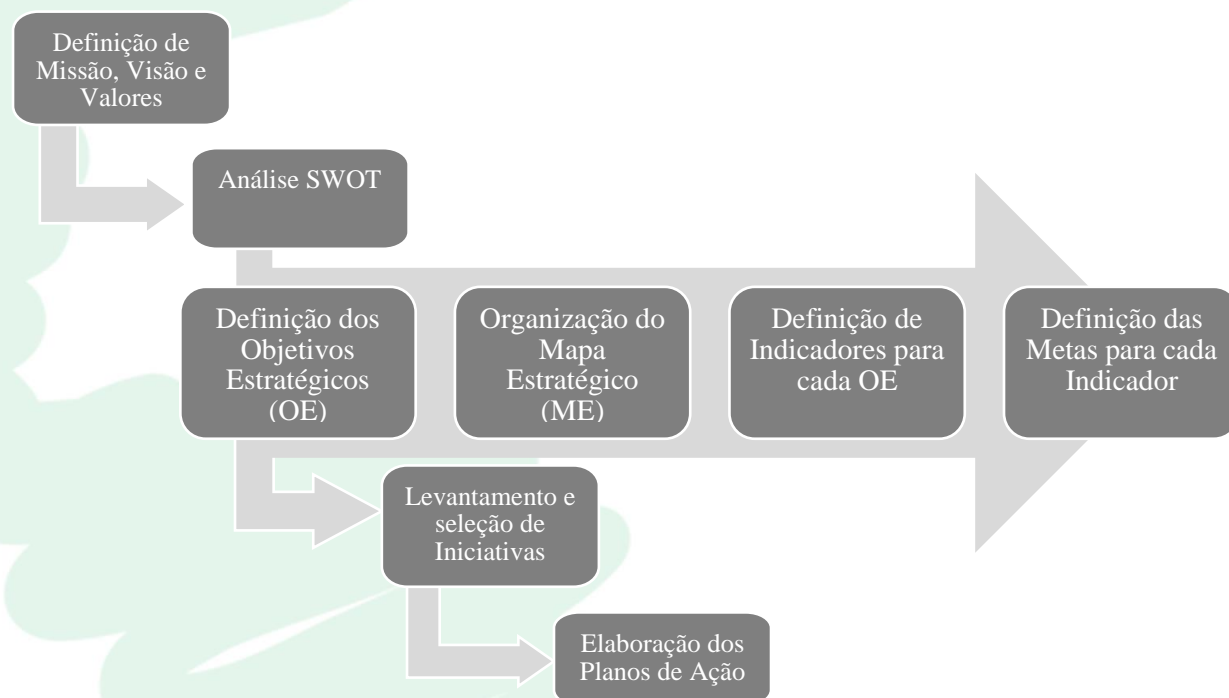 Definição de
Missão, Visão e
Valores
Análise SWOT
Definição dos
Objetivos
Estratégicos
(OE)
Organização do
Mapa
Estratégico
(ME)
Definição de
Indicadores para
cada OE
Definição das
Metas para cada
Indicador
Levantamento e
seleção de
Iniciativas
Elaboração dos
Planos de Ação